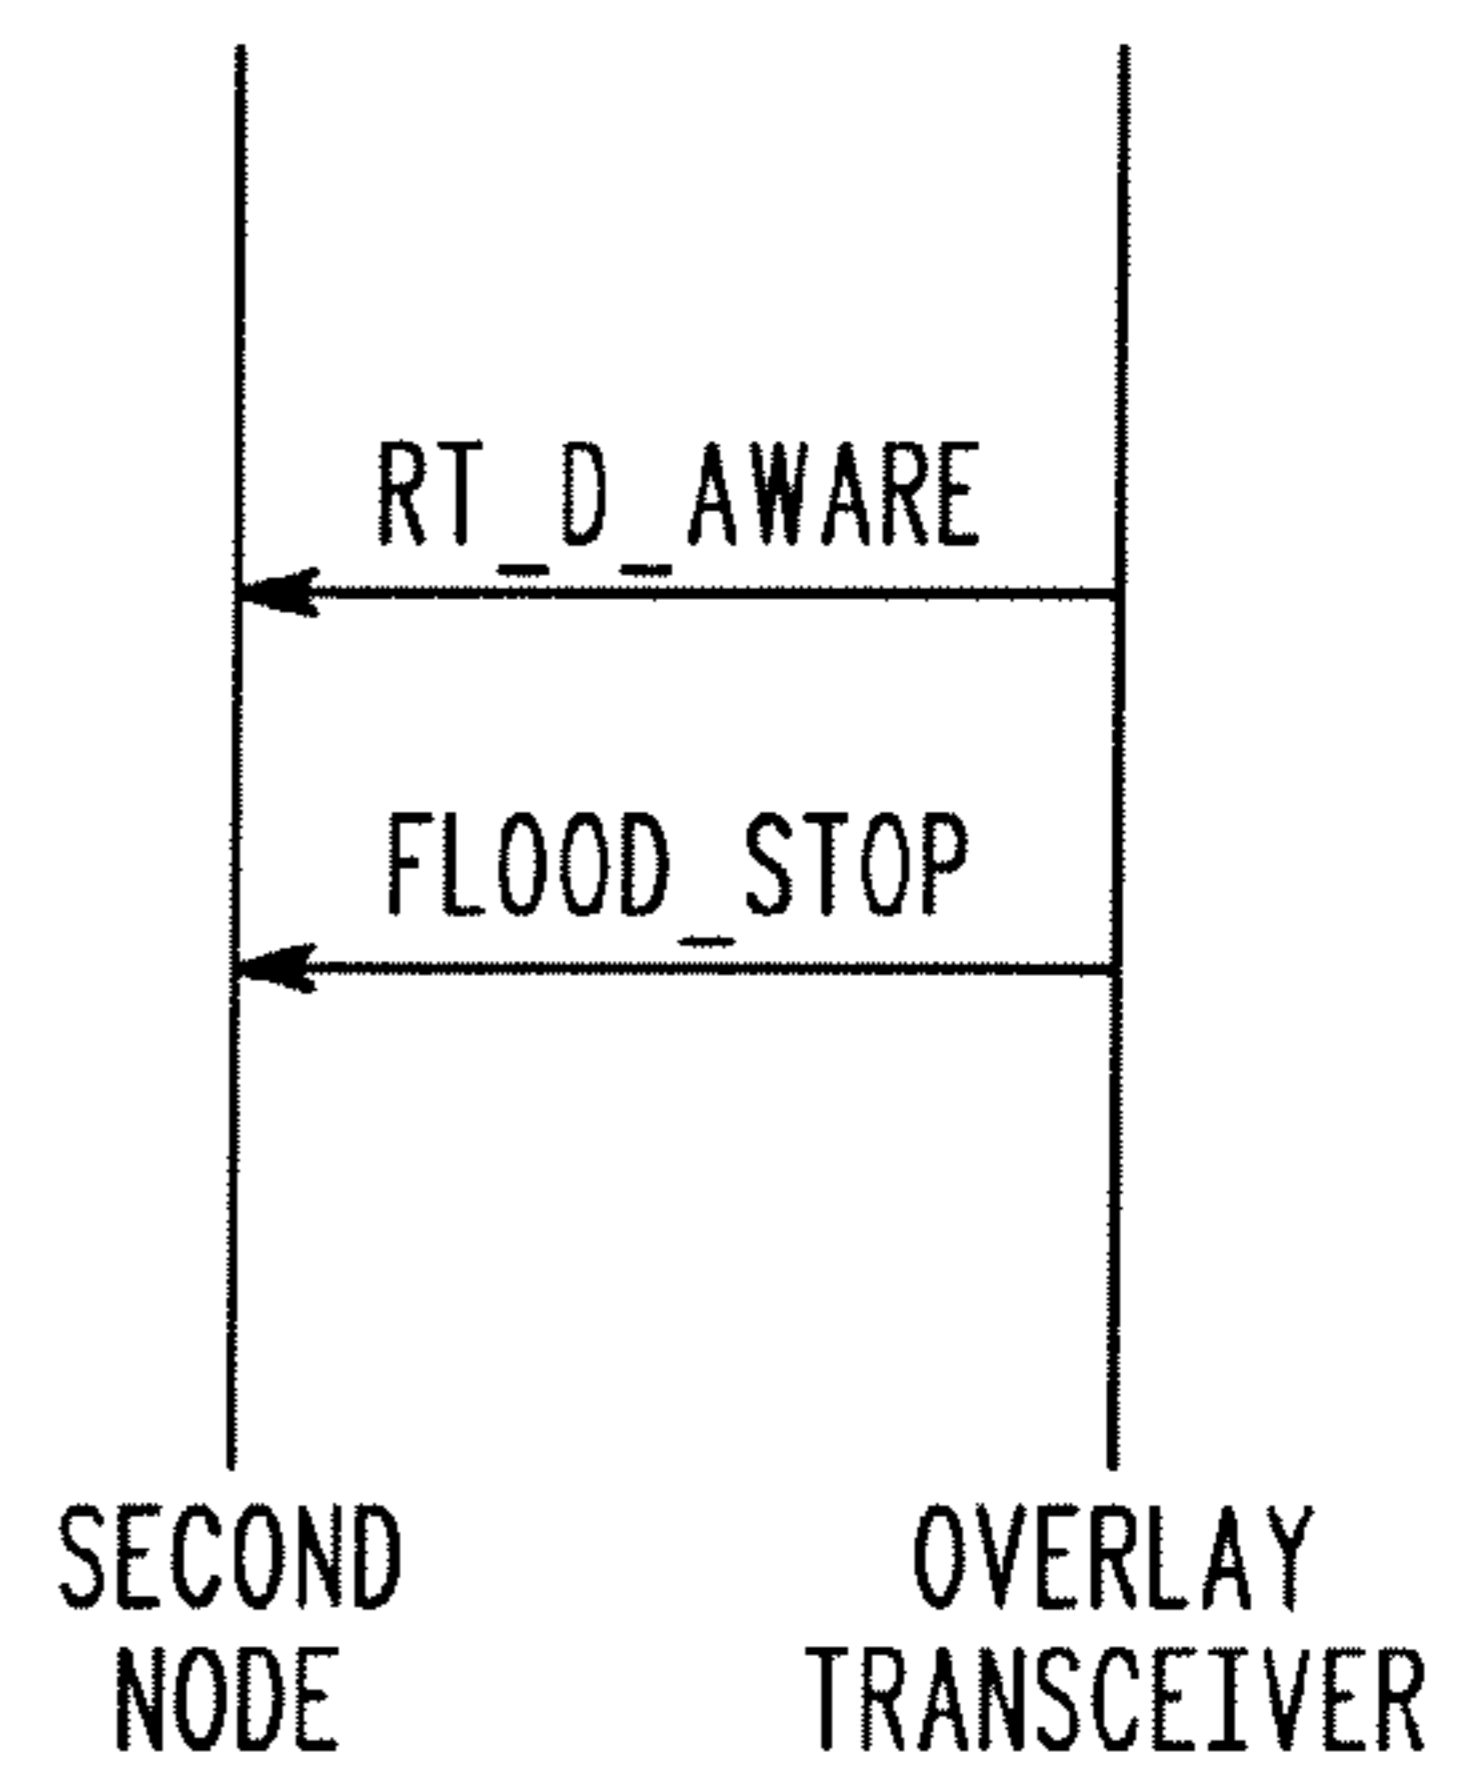 RT_D_AWARE
FLOOD_STOP
SECOND
NODE
OVERLAY
TRANSCEIVER